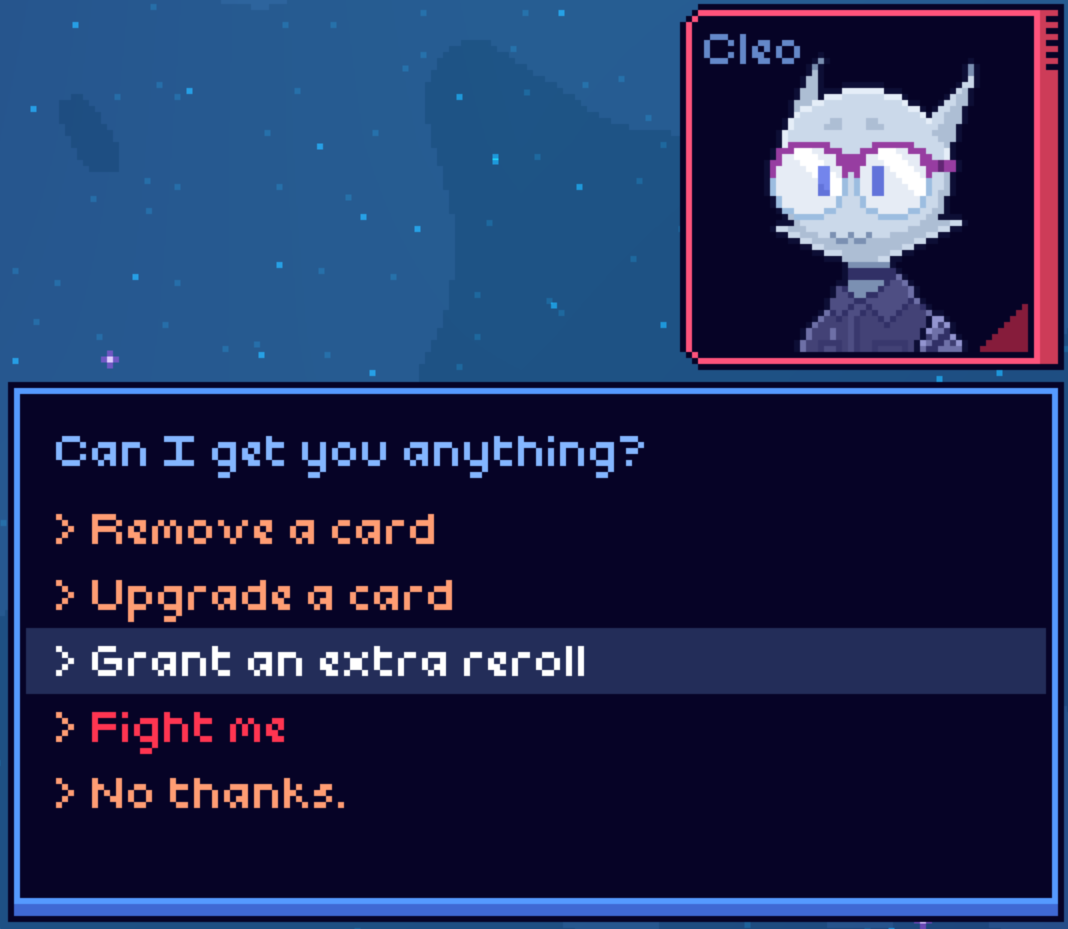 Cleo
Can I get you anything?
> Remove a card
> Upgrade a card
> Grant an extra reroll
> Fight me
> No thanks.